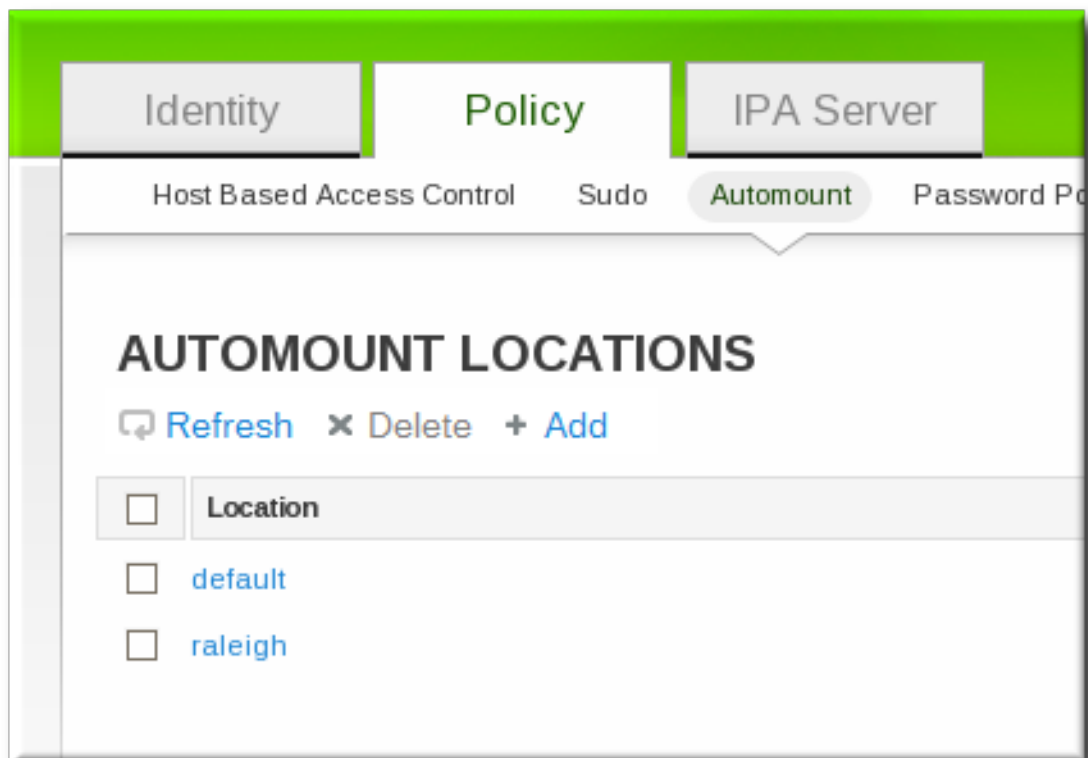 Identity Policy IPA Server
Host Based Access Control Sudo Automount Password Po
AUTOMOUNT LOCATIONS
Refresh Delete Add
Location
default
raleigh